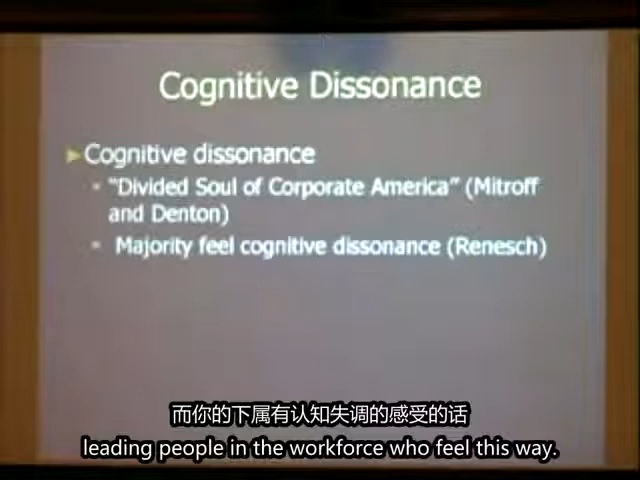 Cognitive Dissonance
Cognitive dissonance
"Divided Soul of Corporate America" (Mitroff
and Denton)
Majority feel cognitive dissonance (Renesch)
而你的下属有认知失调的感受的话
leading people in the workforce who feel this way.